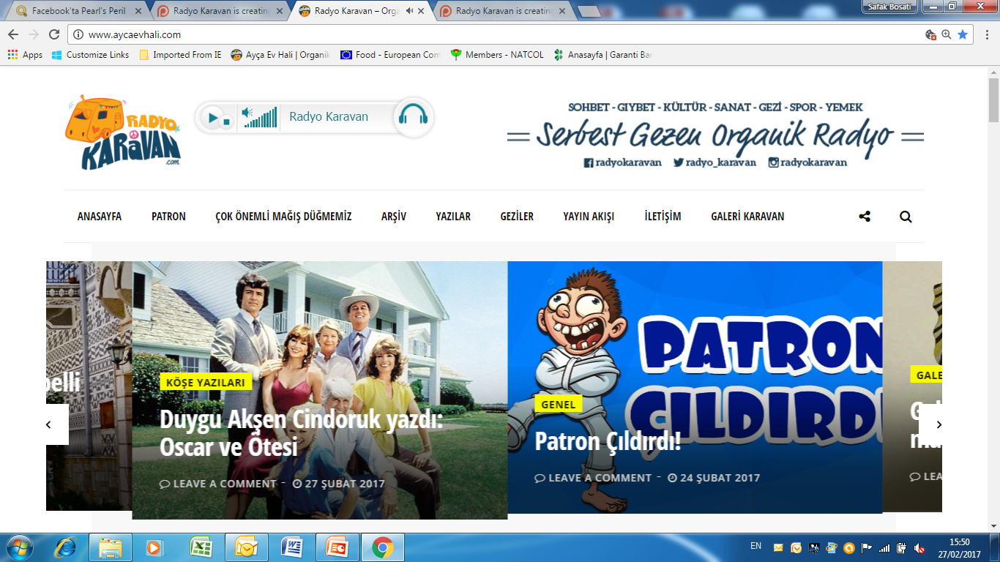 Facebook'ta Pearl's Peril
Radyo Karavan is creatin
Radyo Karavan – Orga
Radyo Karavan is creatin
Safak Bosati
www.aycaevhali.com
Apps
Customize Links
Imported From IE
Ayça Ev Hali | Organik
Food - European Com
Members - NATCOL
Anasayfa | Garanti Ban
RADYO
KARAVAN
.com
Radyo Karavan
SOHBET - GIYBET - KÜLTÜR - SANAT - GEZİ - SPOR - YEMEK
Serbest Gezen Organik Radyo
radyokaravan radyo_karavan radyokaravan
ANASAYFA PATRON ÇOK ÖNEMLİ MAĞIŞ DÜĞMEMİZ ARŞİV YAZILAR GEZİLER YAYIN AKIŞI İLETİŞİM GALERİ KARAVAN
pelli
KÖŞE YAZILARI
Duygu Akşen Cindoruk yazdı:
Oscar ve Ötesi
LEAVE A COMMENT - 27 ŞUBAT 2017
PATRON
ÇILDIRDI
GENEL
Patron Çıldırdı!
LEAVE A COMMENT - 24 ŞUBAT 2017
GALE
LEA
EN
15:50
27/02/2017